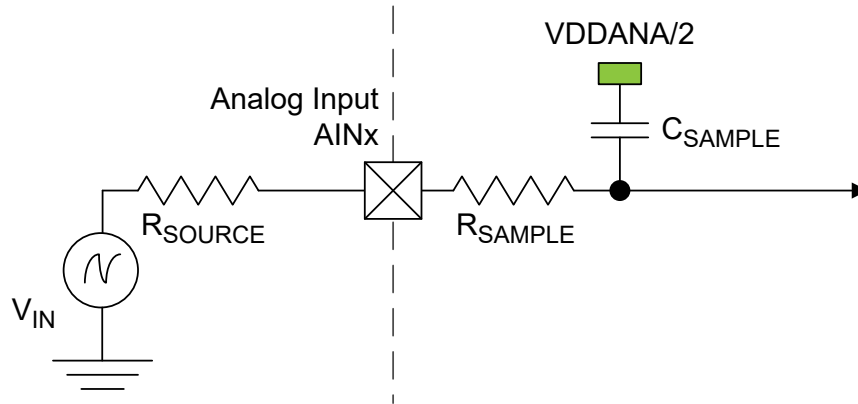 VDDANA/2
Analog Input
AINx
CSAMPLE
RSOURCE
RSAMPLE
VIN